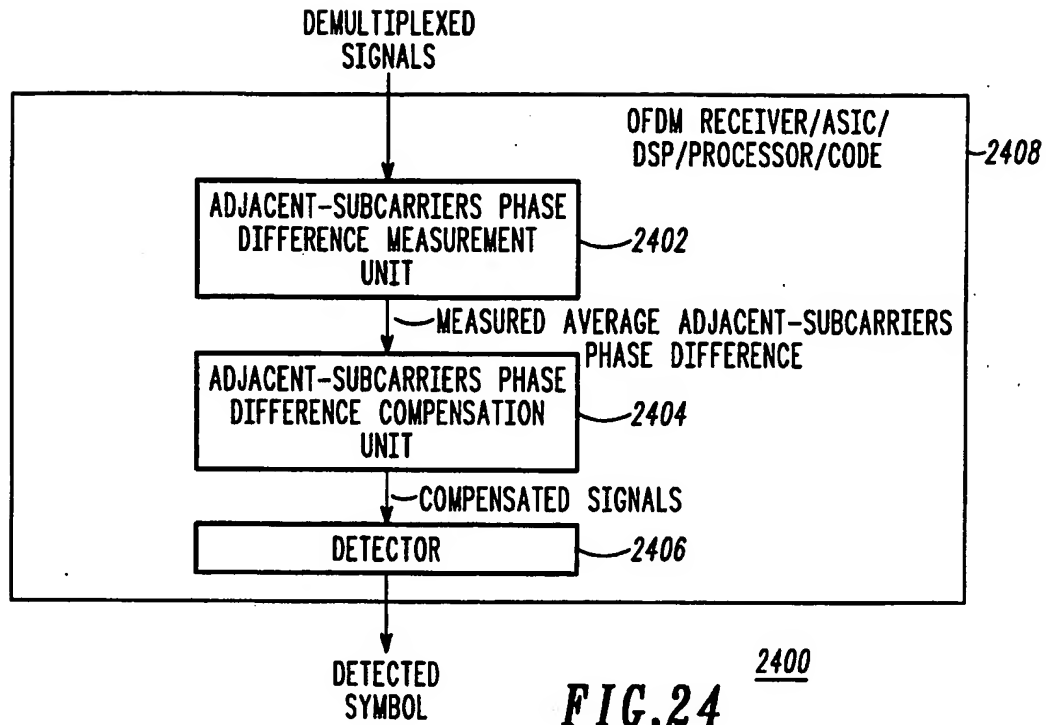 DEMULTIPLEXED
SIGNALS
OFDM RECEIVER/ASIC/
DSP/PROCESSOR/CODE
2408
ADJACENT-SUBCARRIERS PHASE
DIFFERENCE MEASUREMENT
UNIT
2402
MEASURED AVERAGE ADJACENT-SUBCARRIERS
PHASE DIFFERENCE
ADJACENT-SUBCARRIERS PHASE
DIFFERENCE COMPENSATION
UNIT
2404
COMPENSATED SIGNALS
DETECTOR
2406
DETECTED
SYMBOL
2400
FIG.24